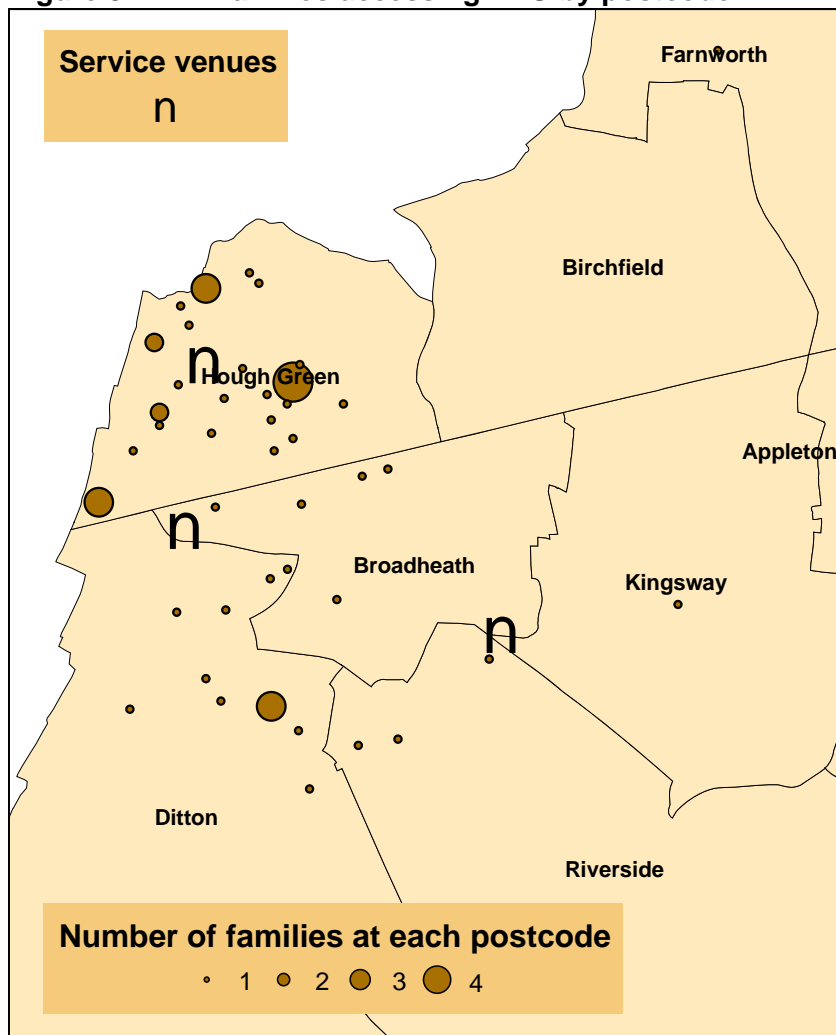 Service venues
n
Farnworth
Birchfield
n
Hough Green
Appleton
n
Broadheath
Kingsway
n
Ditton
Riverside
Number of families at each postcode
1 2 3 4